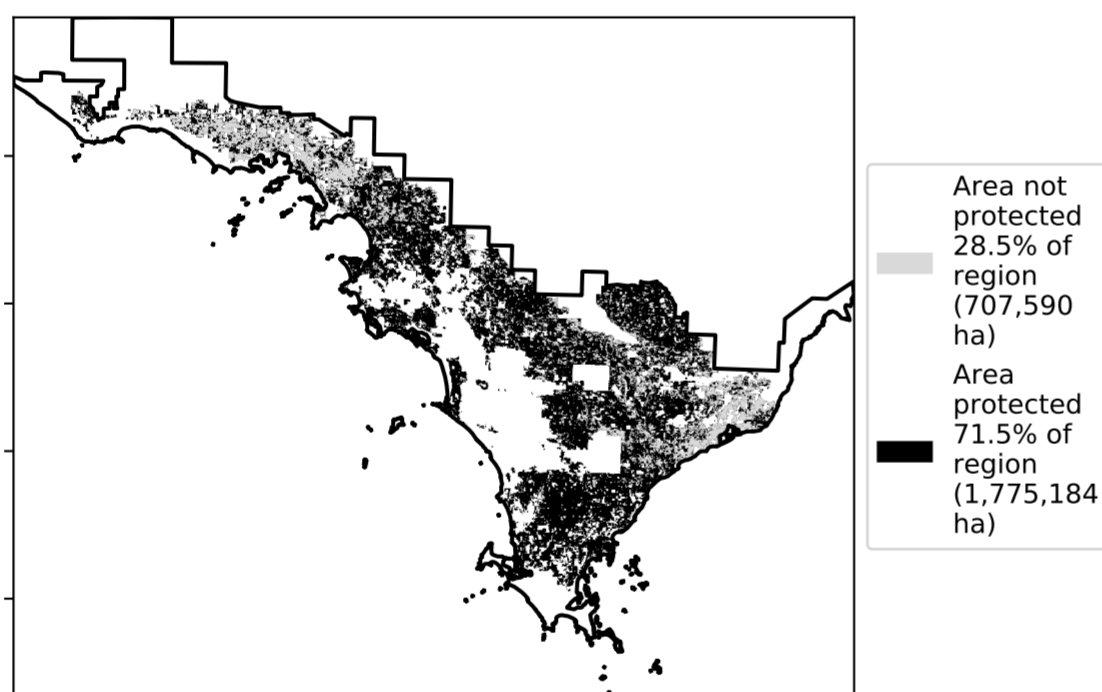 Area not
protected
28.5% of
region
(707,590
ha)
Area
protected
71.5% of
region
(1,775,184
ha)